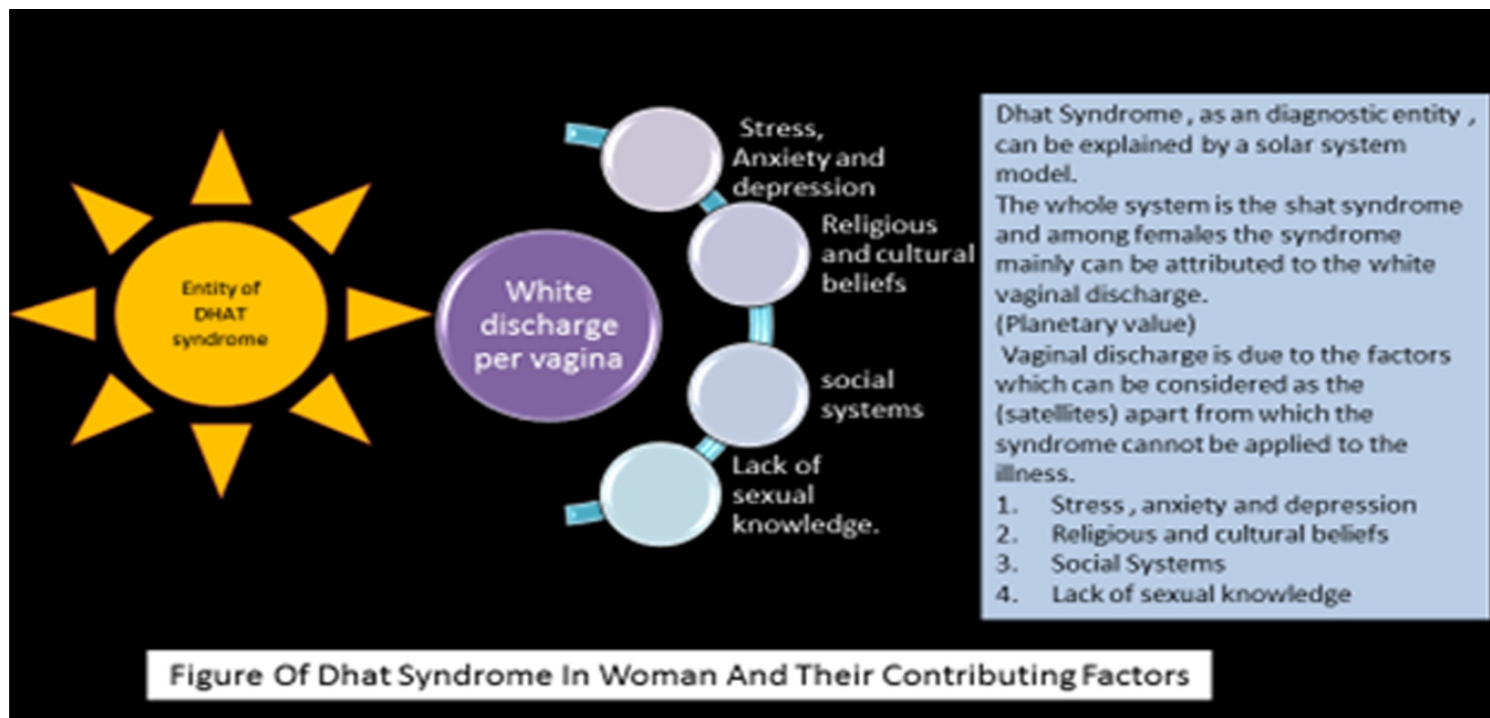 Entity of
DHAT
syndrome
White
discharge
per vagina
Stress,
Anxiety and
depression
Religious
and cultural
beliefs
social
systems
Lack of
sexual
knowledge.
Dhat Syndrome , as an diagnostic entity ,
can be explained by a solar system
model.
The whole system is the shat syndrome
and among females the syndrome
mainly can be attributed to the white
vaginal discharge.
(Planetary value)
Vaginal discharge is due to the factors
which can be considered as the
(satellites) apart from which the
syndrome cannot be applied to the
illness.
1. Stress , anxiety and depression
2. Religious and cultural beliefs
3. Social Systems
4. Lack of sexual knowledge
Figure Of Dhat Syndrome In Woman And Their Contributing Factors